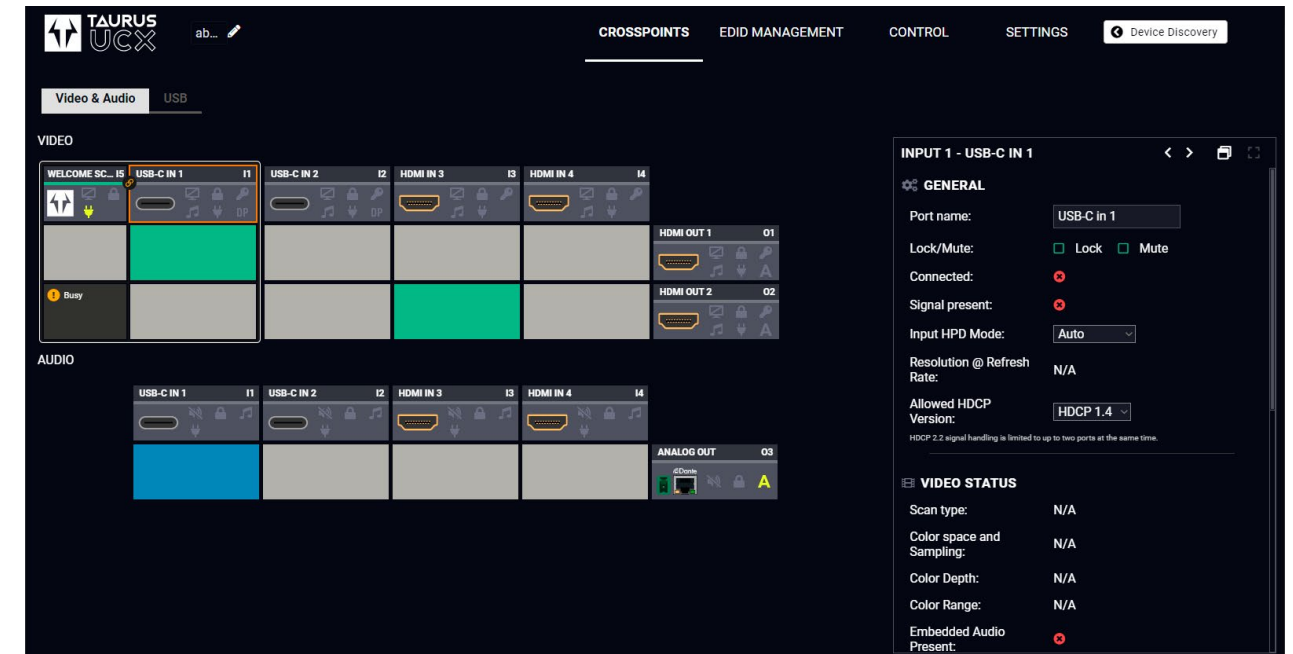 TAURUS
UCX
ab...
CROSSPOINTS
EDID MANAGEMENT
CONTROL
SETTINGS
Device Discovery
Video & Audio
USB
VIDEO
WELCOME SC... I5
USB-C IN 1 I1
USB-C IN 2 I2
HDMI IN 3 I3
HDMI IN 4 I4
DP
DP
HDMI OUT 1 O1
A
Busy
HDMI OUT 2 O2
A
AUDIO
USB-C IN 1 I1
USB-C IN 2 I2
HDMI IN 3 I3
HDMI IN 4 I4
ANALOG OUT O3
Dante
A
INPUT 1 - USB-C IN 1
GENERAL
Port name: USB-C in 1
Lock/Mute: Lock Mute
Connected:
Signal present:
Input HPD Mode: Auto
Resolution @ Refresh
Rate: N/A
Allowed HDCP
Version: HDCP 1.4
HDCP 2.2 signal handling is limited to up to two ports at the same time.
VIDEO STATUS
Scan type: N/A
Color space and
Sampling: N/A
Color Depth: N/A
Color Range: N/A
Embedded Audio
Present: